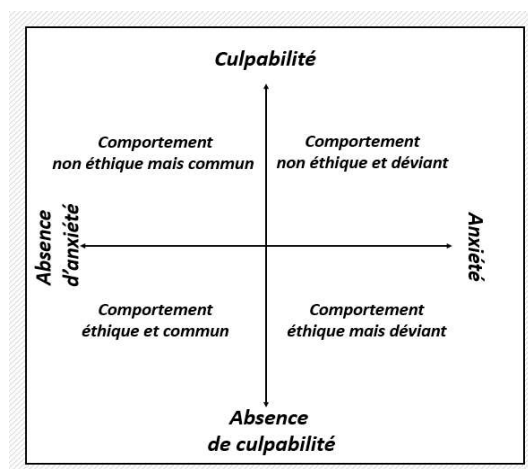 Culpabilité
Comportement
non éthique mais commun
Comportement
non éthique et déviant
Absence
d'anxiété
Anxiété
Comportement
éthique et commun
Comportement
éthique mais déviant
Absence
de culpabilité